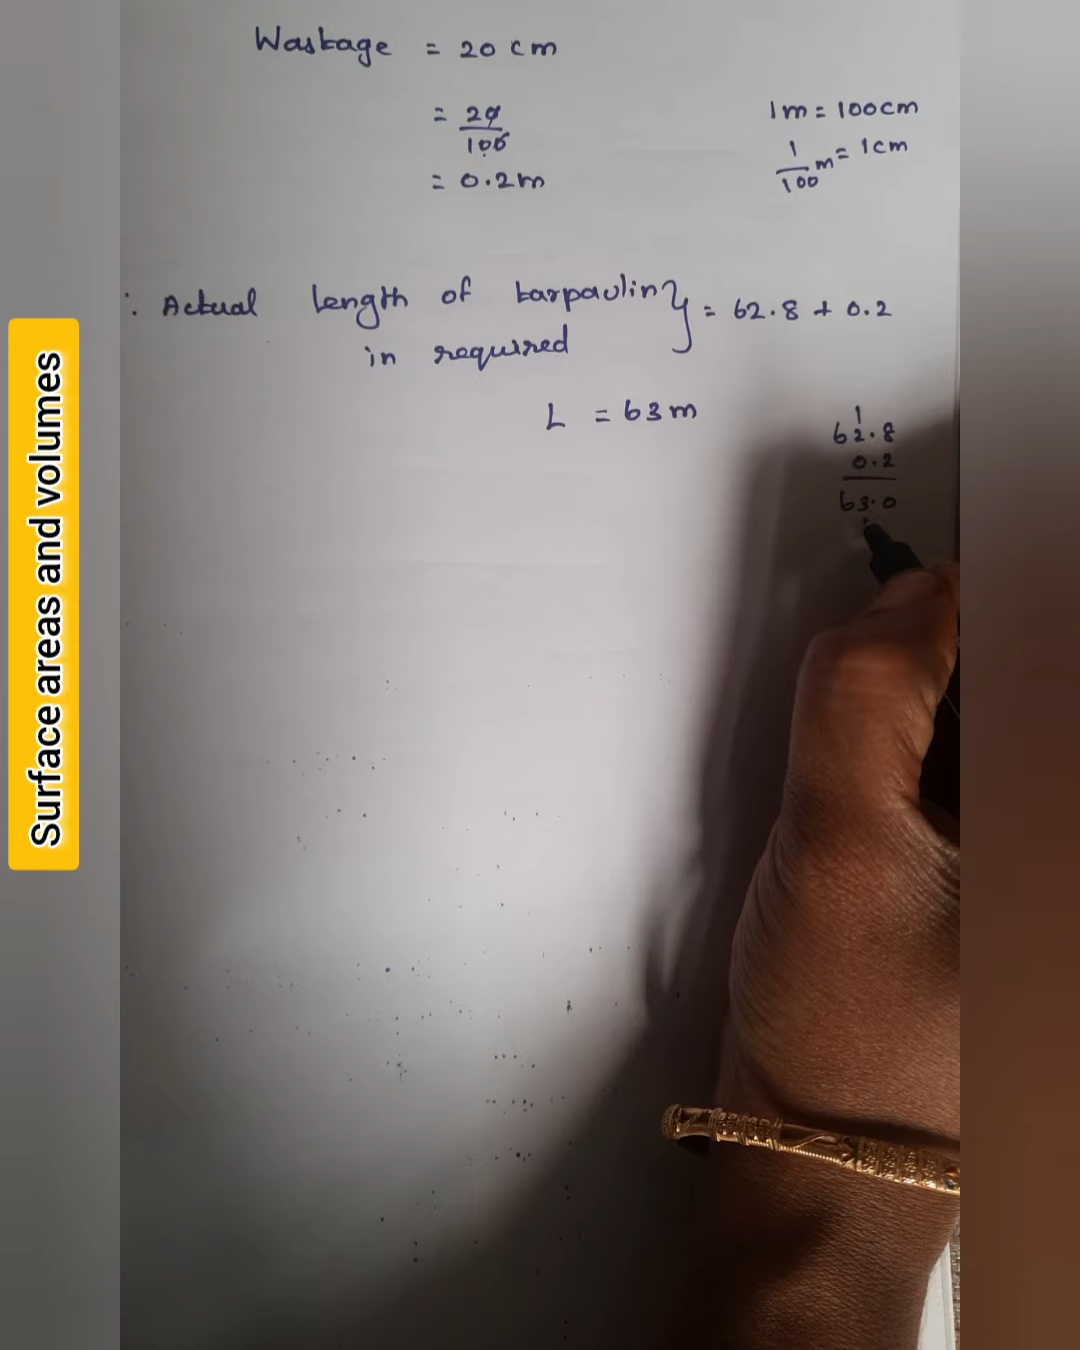 Wastage = 20 cm
= 20/100
= 0.2m
1m = 100cm
1/100 m = 1cm
∴ Actual length of tarpaulin } = 62.8 + 0.2
in required
L = 63m
1
62.8
0.2
63.0
Surface areas and volumes